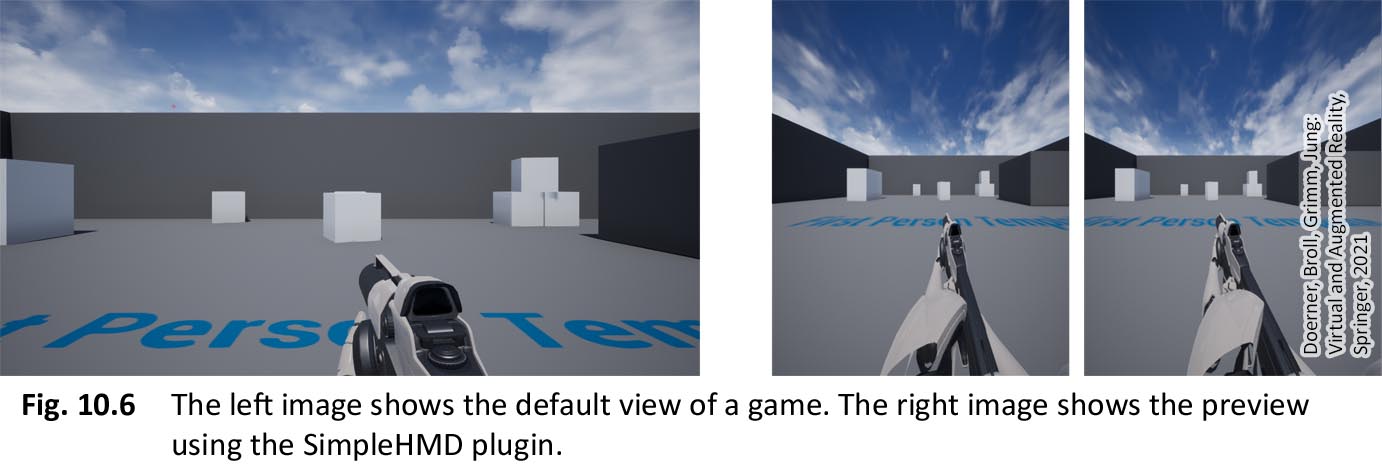 st Perso Tem
First Person Temp
First Person Tem
Doerner, Broll, Grimm, Jung:
Virtual and Augmented Reality,
Springer, 2021
Fig. 10.6 The left image shows the default view of a game. The right image shows the preview
using the SimpleHMD plugin.